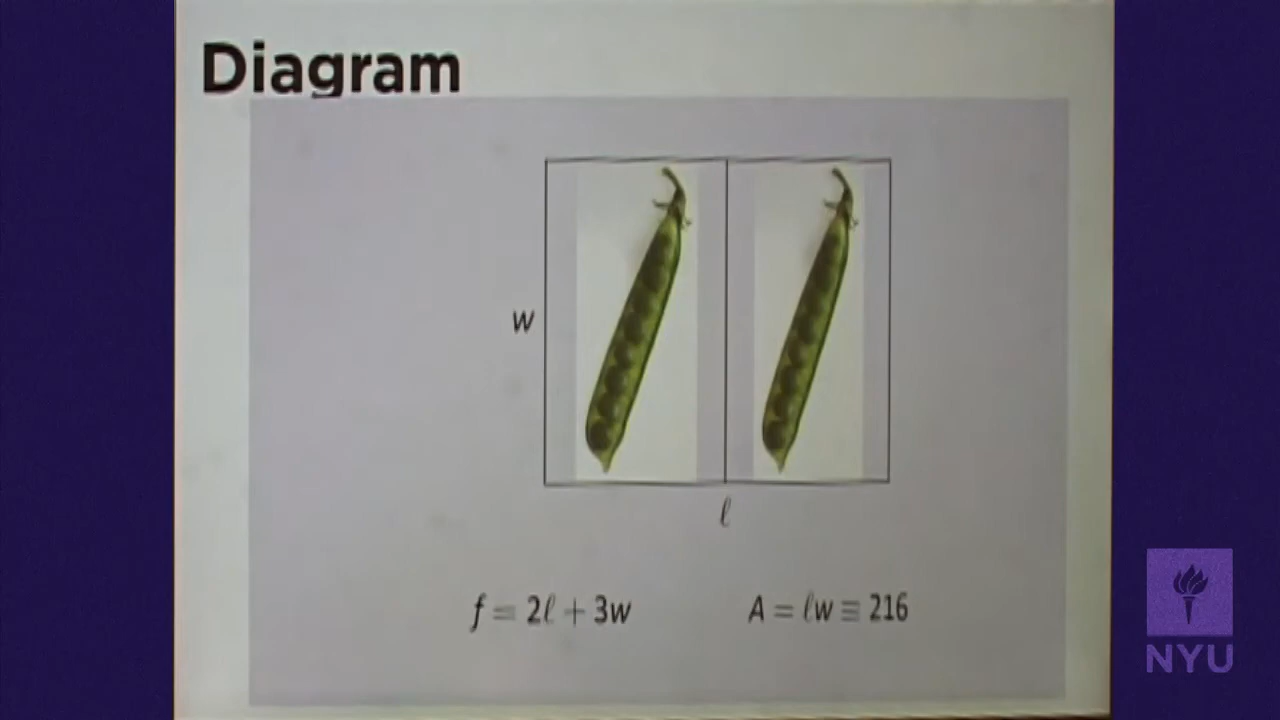 Diagram
w
ℓ
f = 2ℓ + 3w
A = ℓw ≡ 216
NYU